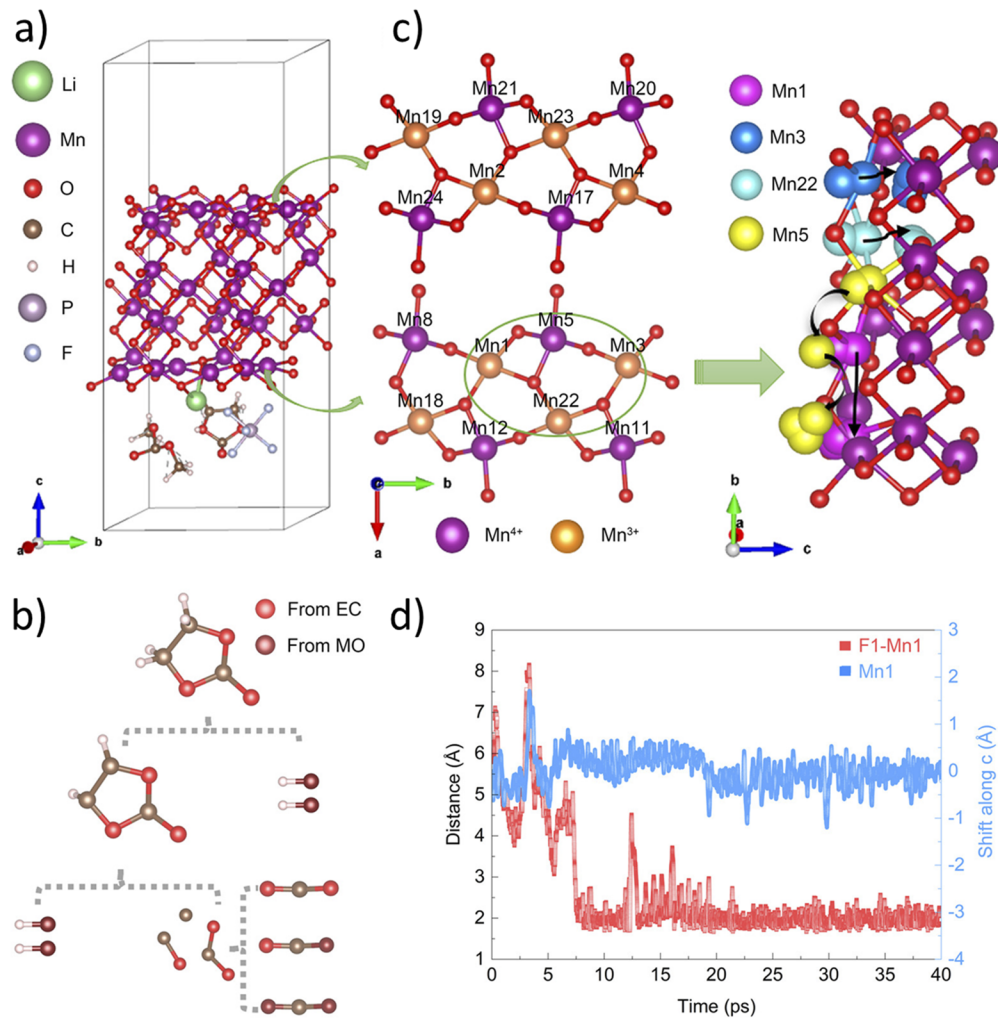 a)
Li
Mn
O
C
H
P
F
c
a
b
c)
Mn21
Mn20
Mn19
Mn23
Mn2
Mn4
Mn24
Mn17
Mn8
Mn5
Mn1
Mn3
Mn18
Mn22
Mn12
Mn11
b
a
Mn4+
Mn3+
Mn1
Mn3
Mn22
Mn5
b
a
c
b)
From EC
From MO
d)
F1-Mn1
Mn1
Distance (Å)
9
8
7
6
5
4
3
2
1
Shift along c (Å)
3
2
1
0
-1
-2
-3
-4
0 5 10 15 20 25 30 35 40
Time (ps)